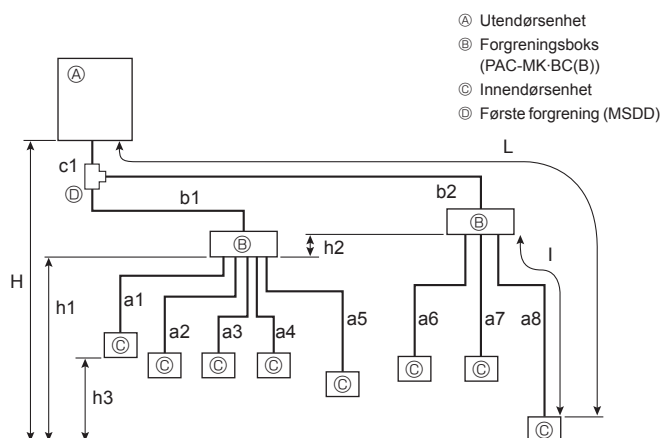 Ⓐ Utendørsenhet
Ⓑ Forgreningsboks
(PAC-MK·BC(B))
Ⓒ Innendørsenhet
Ⓓ Første forgrening (MSDD)
Ⓐ
L
c1
Ⓓ
b1
b2
Ⓑ
Ⓑ
h2
I
H
h1
a1
a2
a3
a4
a5
a6
a7
a8
Ⓒ
Ⓒ
Ⓒ
Ⓒ
Ⓒ
Ⓒ
Ⓒ
h3
Ⓒ